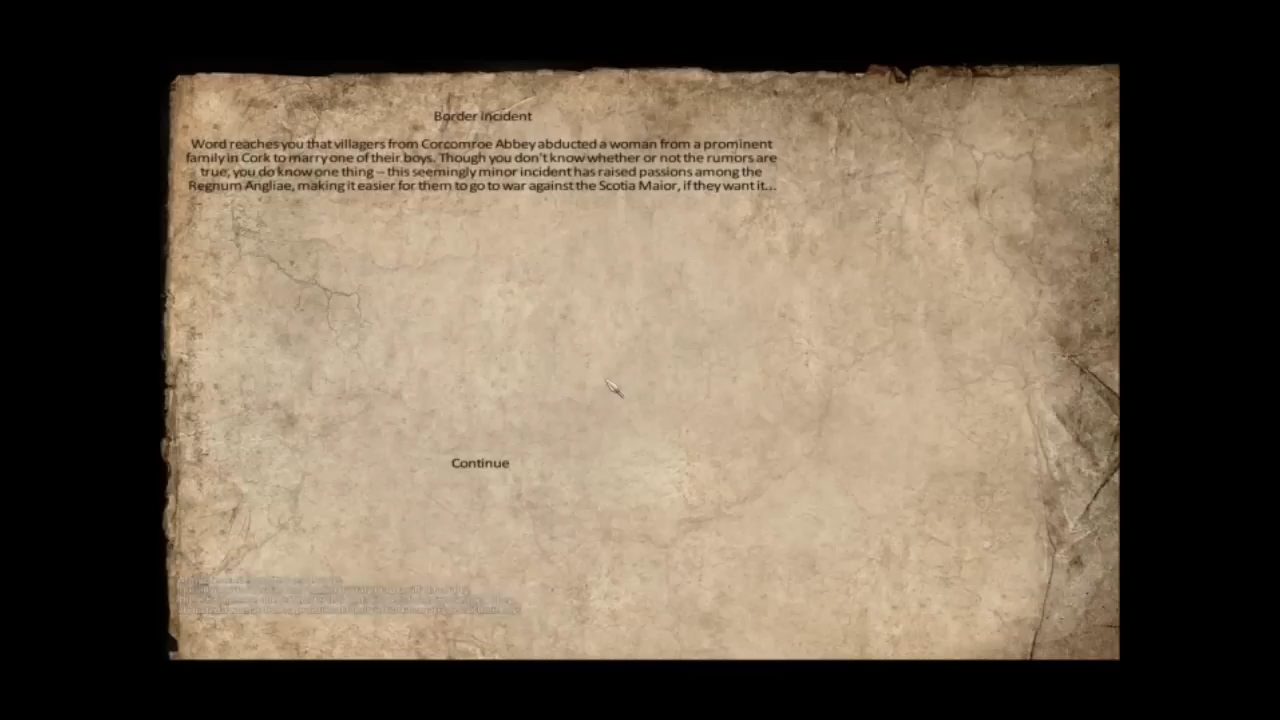 Border Incident
Word reaches you that villagers from Corcomroe Abbey abducted a woman from a prominent
family in Cork to marry one of their boys. Though you don't know whether or not the rumors are
true, you do know one thing – this seemingly minor incident has raised passions among the
Regnum Angliae, making it easier for them to go to war against the Scotia Maior, if they want it...
Continue